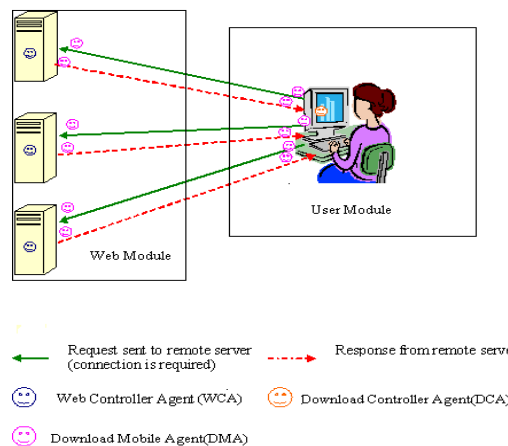 User Module
Web Module
Request sent to remote server
(connection is required)
Response from remote serve
Web Controller Agent (WCA)
Download Controller Agent(DCA)
Download Mobile Agent(DMA)